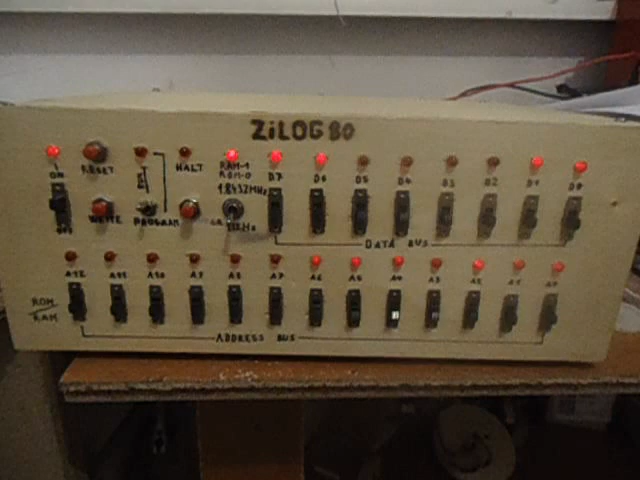 ZiLOG 80
ON
RESET
HALT
RAM-1
ROM-0
1.8432MHz
D7 D6 D5 D4 D3 D2 D1 D0
OFF
WRITE
PROGRAM
DATA BUS
A12 A11 A10 A9 A8 A7 A6 A5 A4 A3 A2 A1 A0
ROM
RAM
ADDRESS BUS